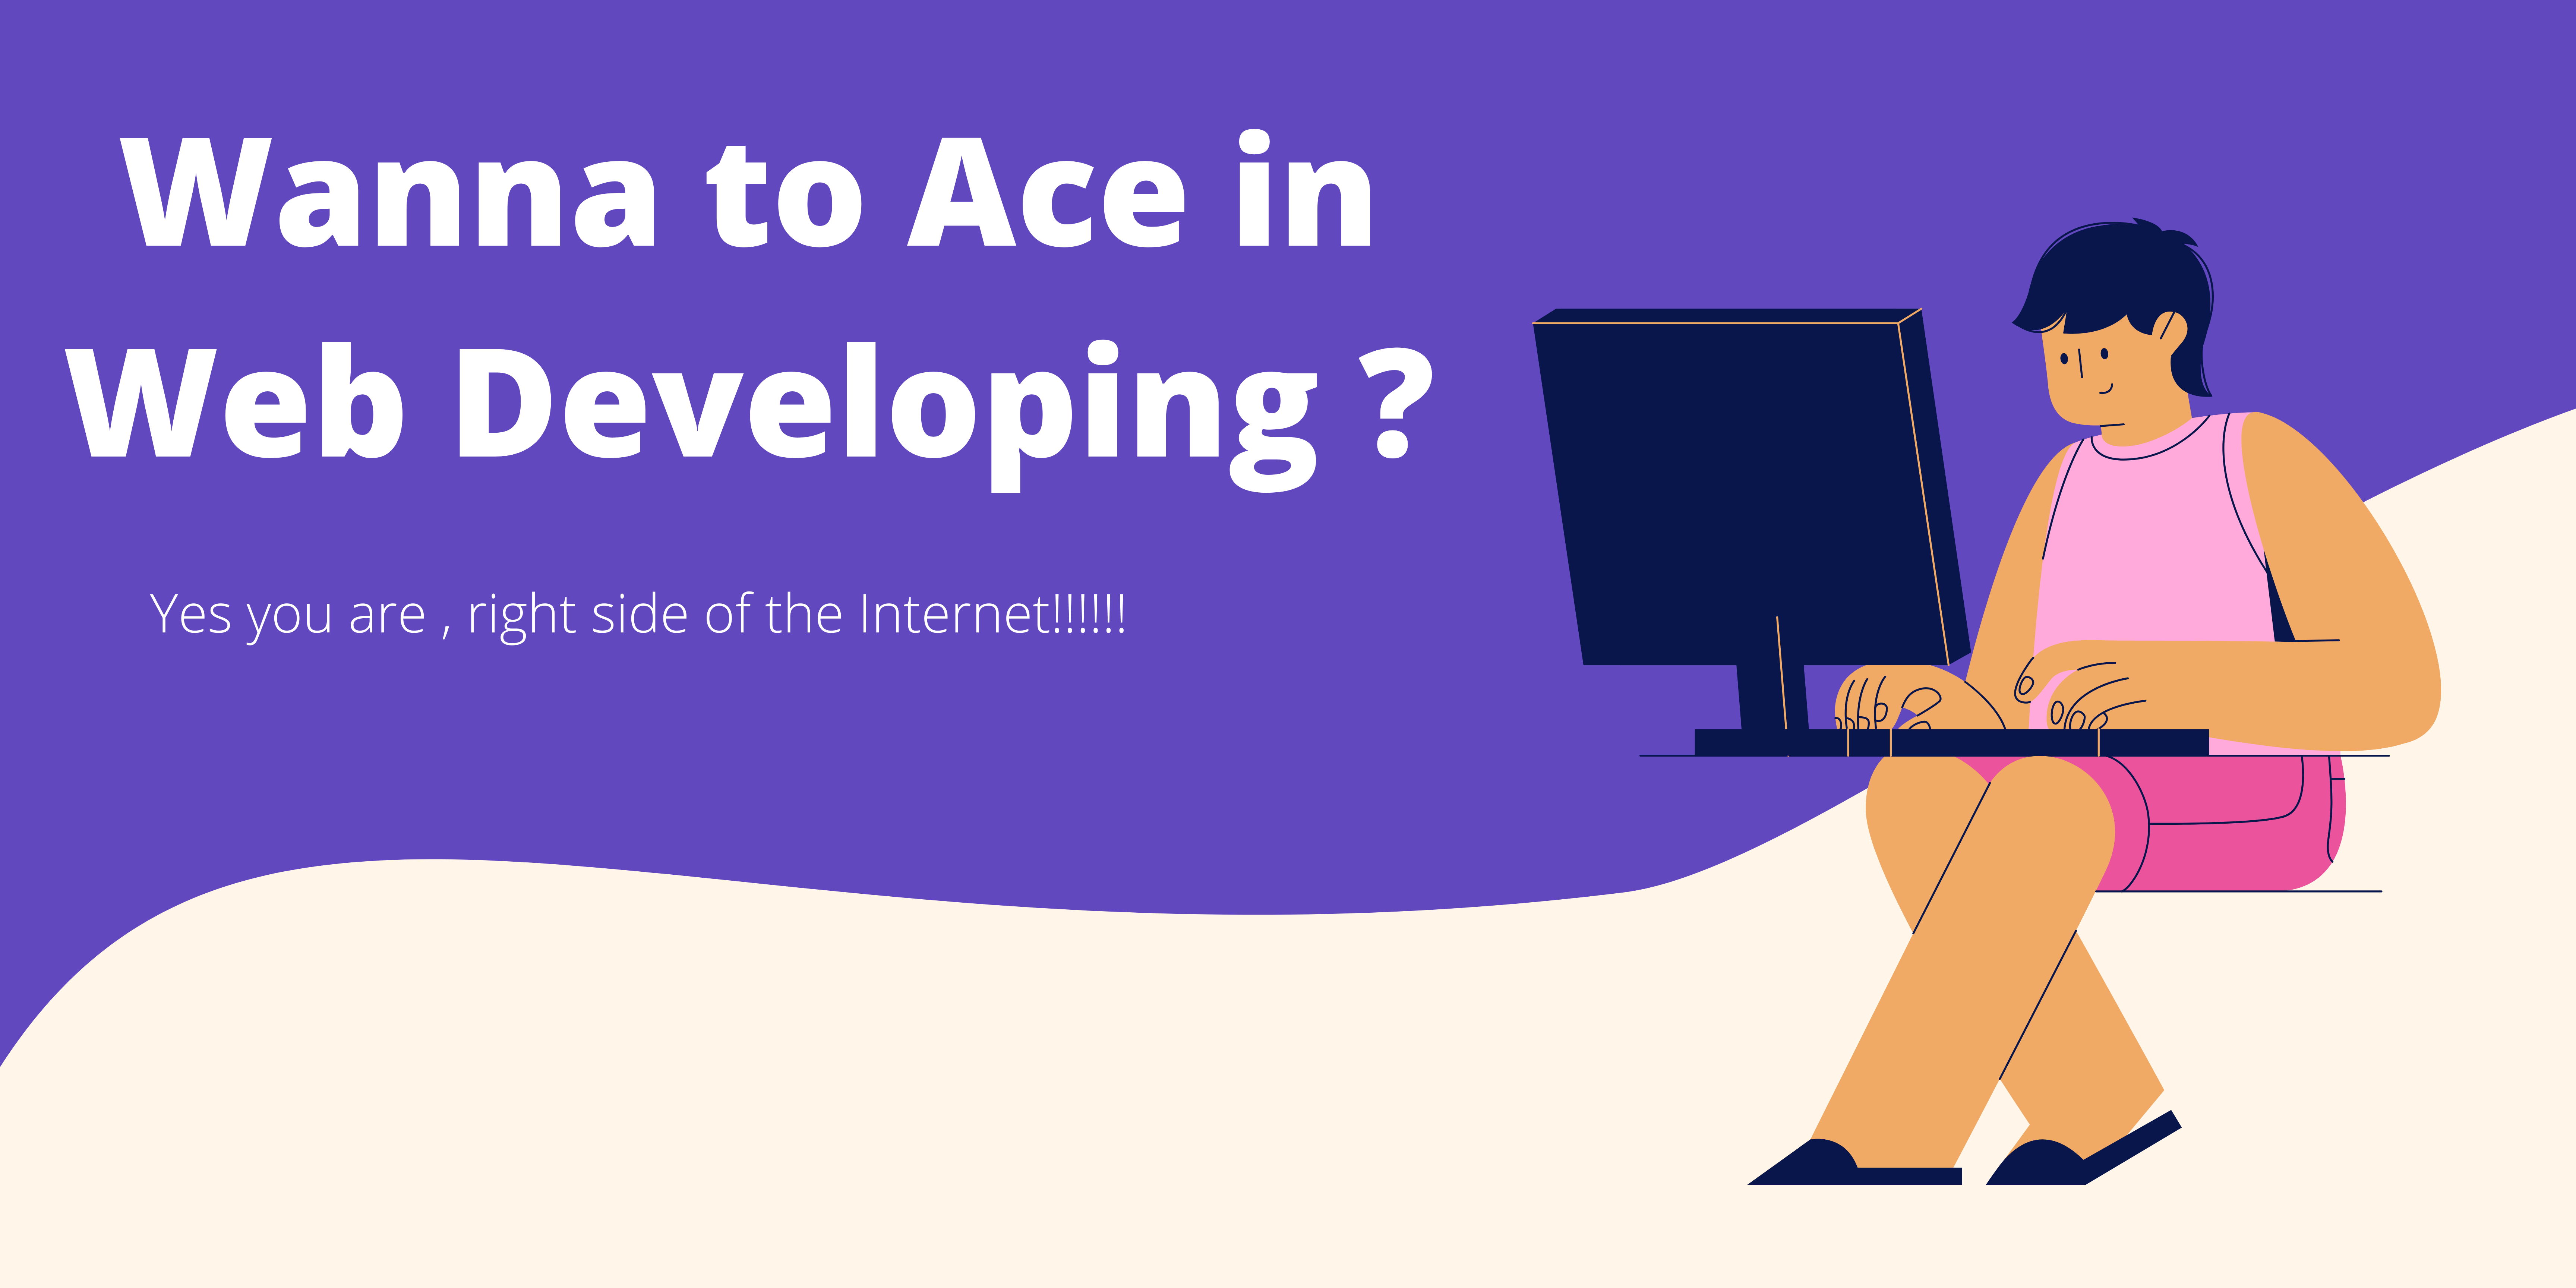 Wanna to Ace in
Web Developing ?
Yes you are , right side of the Internet!!!!!!